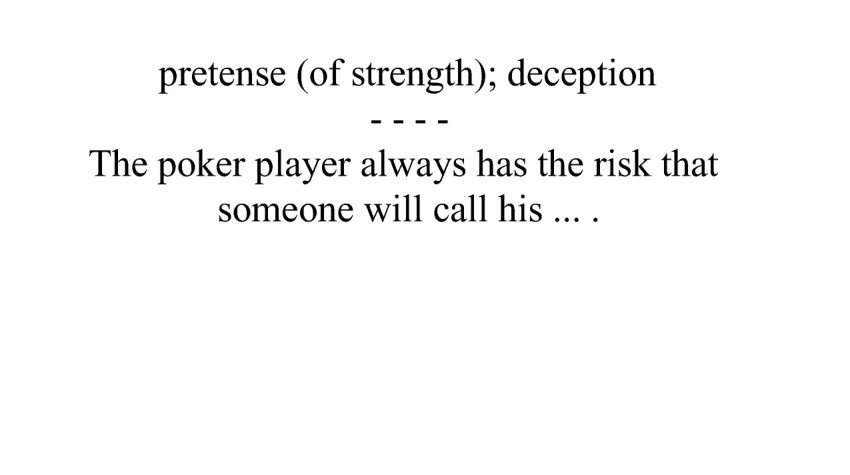 pretense (of strength); deception
- - - -
The poker player always has the risk that
someone will call his ... .